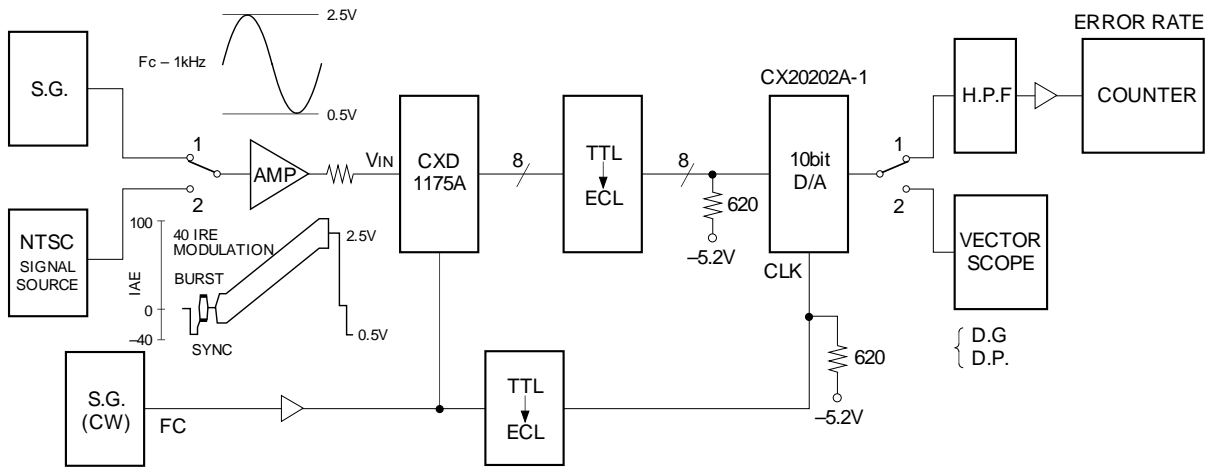 2.5V
Fc – 1kHz
0.5V
S.G.
1
2
AMP
VIN
CXD
1175A
8
TTL
ECL
8
620
–5.2V
CX20202A-1
10bit
D/A
CLK
1
2
H.P.F
ERROR RATE
COUNTER
VECTOR
SCOPE
D.G
D.P.
NTSC
SIGNAL
SOURCE
100
40 IRE
MODULATION
2.5V
BURST
IAE
0
–40
SYNC
0.5V
620
–5.2V
S.G.
(CW)
FC
TTL
ECL